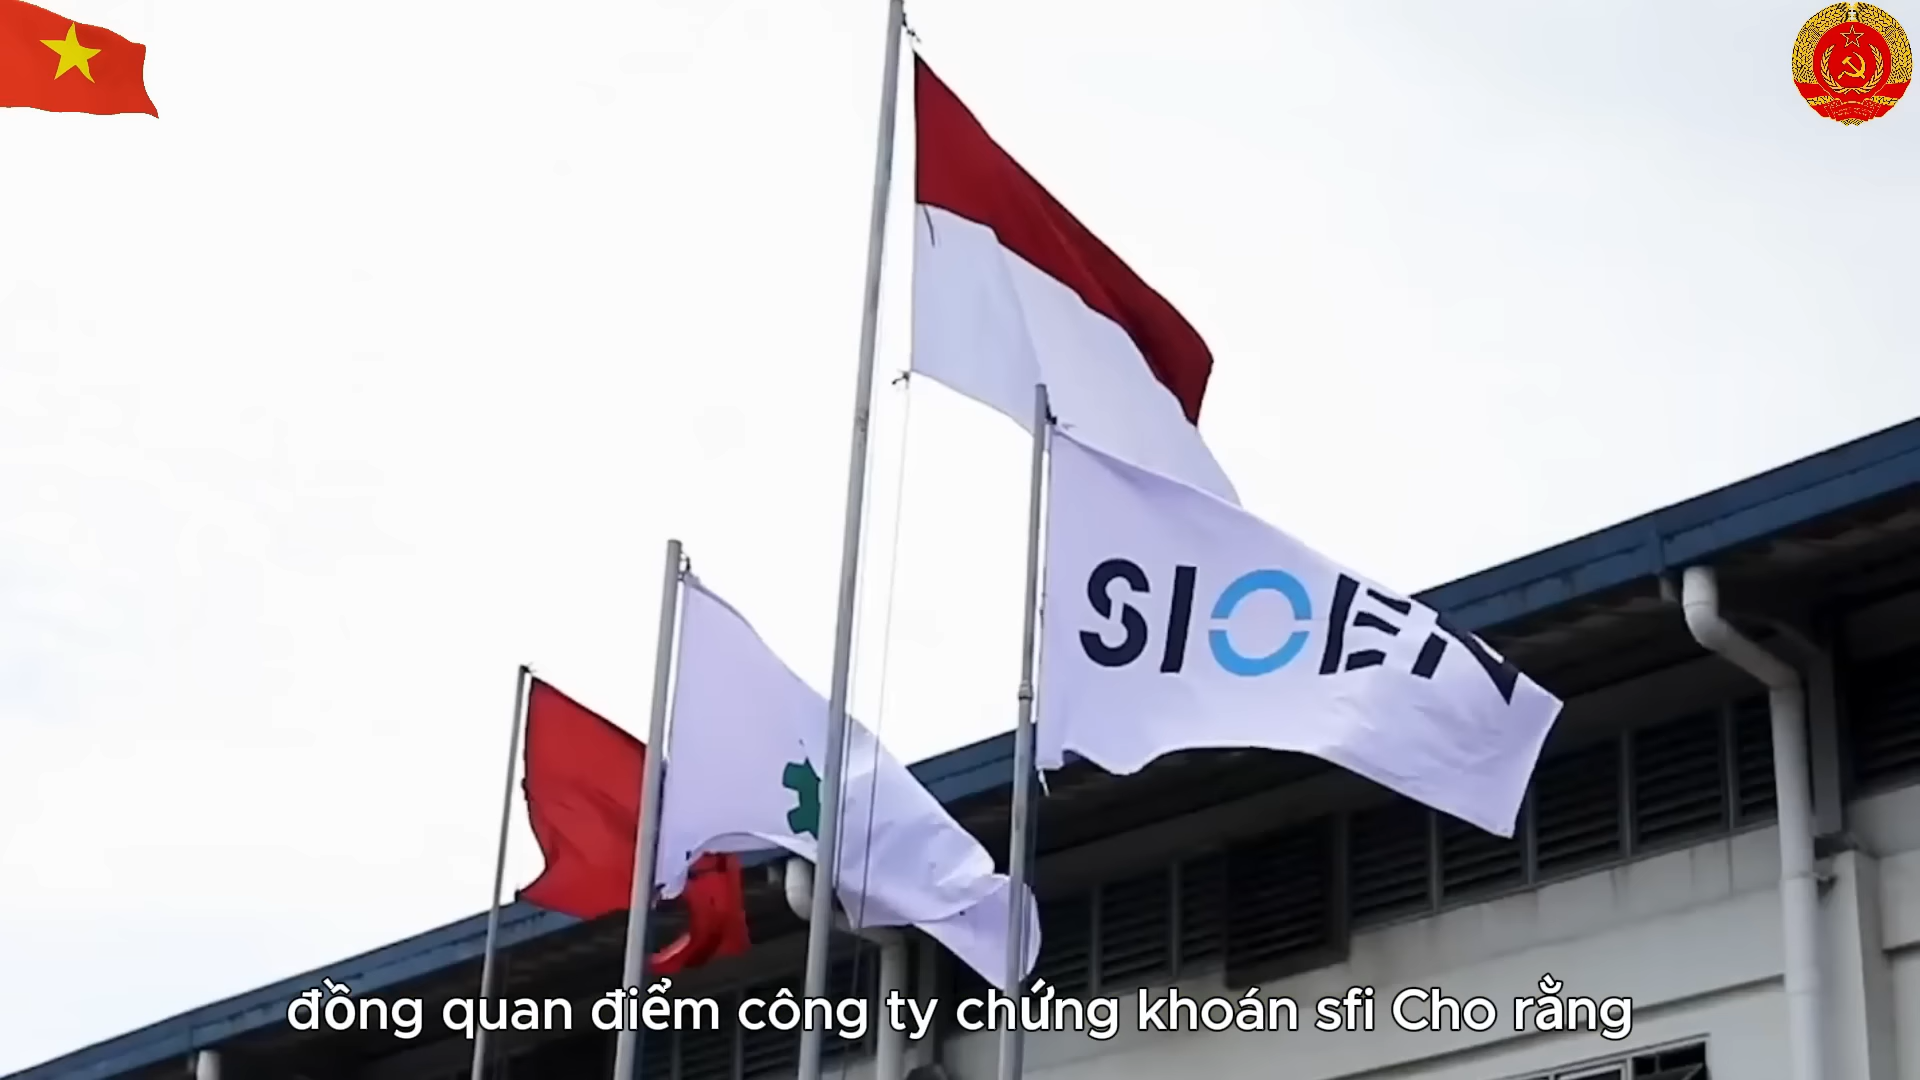 SIOEN
đồng quan điểm công ty chứng khoán sfi Cho rằng